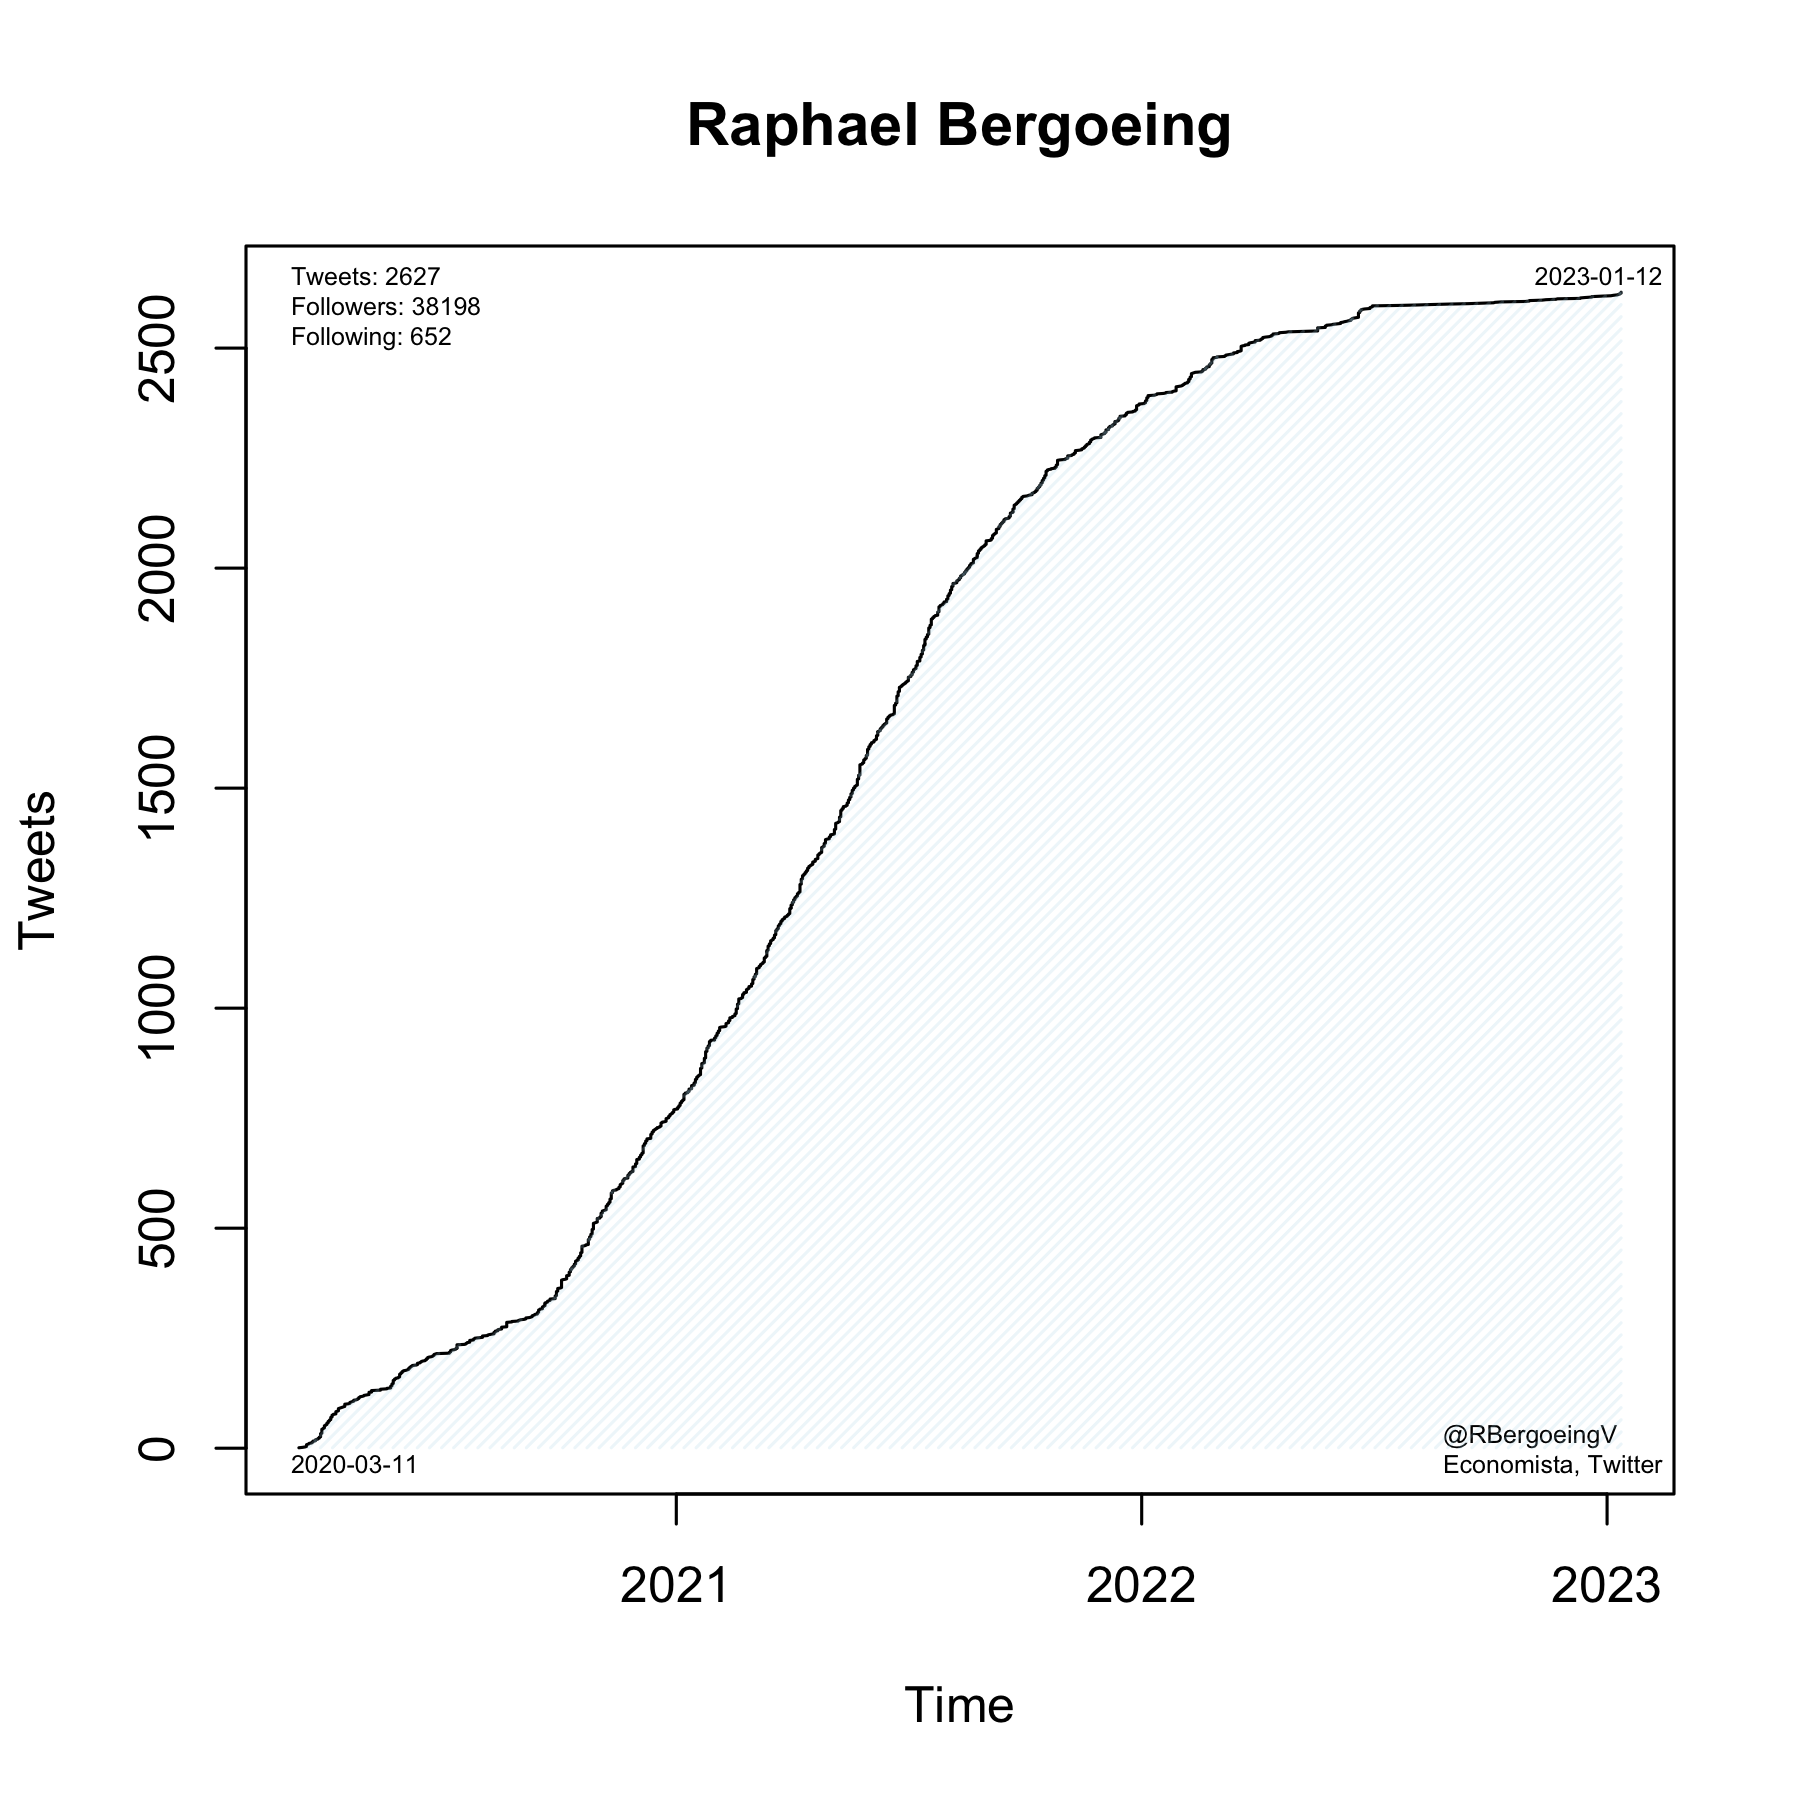 Raphael Bergoeing
Tweets: 2627
Followers: 38198
Following: 652
2023-01-12
Tweets
2500
2000
1500
1000
500
0
2020-03-11
@RBergoeingV
Economista, Twitter
2021
2022
2023
Time